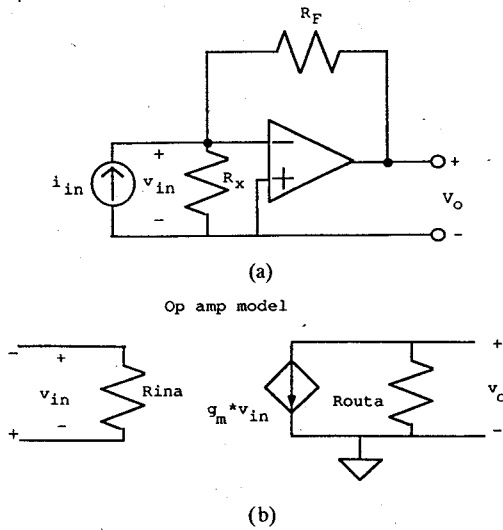 R_F
+
−
i_in
v_in
R_x
−
+
+
V_o
−
(a)
Op amp model
−
+
v_in
Rina
−
+
g_m*v_in
Routa
+
v_o
−
(b)